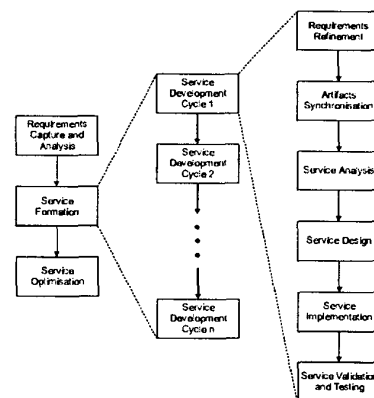 Requirements
Capture and
Analysis
Service
Formation
Service
Optimisation
Service
Development
Cycle 1
Service
Development
Cycle 2
Service
Development
Cycle n
Requirements
Refinement
Artifacts
Synchronisation
Service Analysis
Service Design
Service
Implementation
Service Validation
and Testing